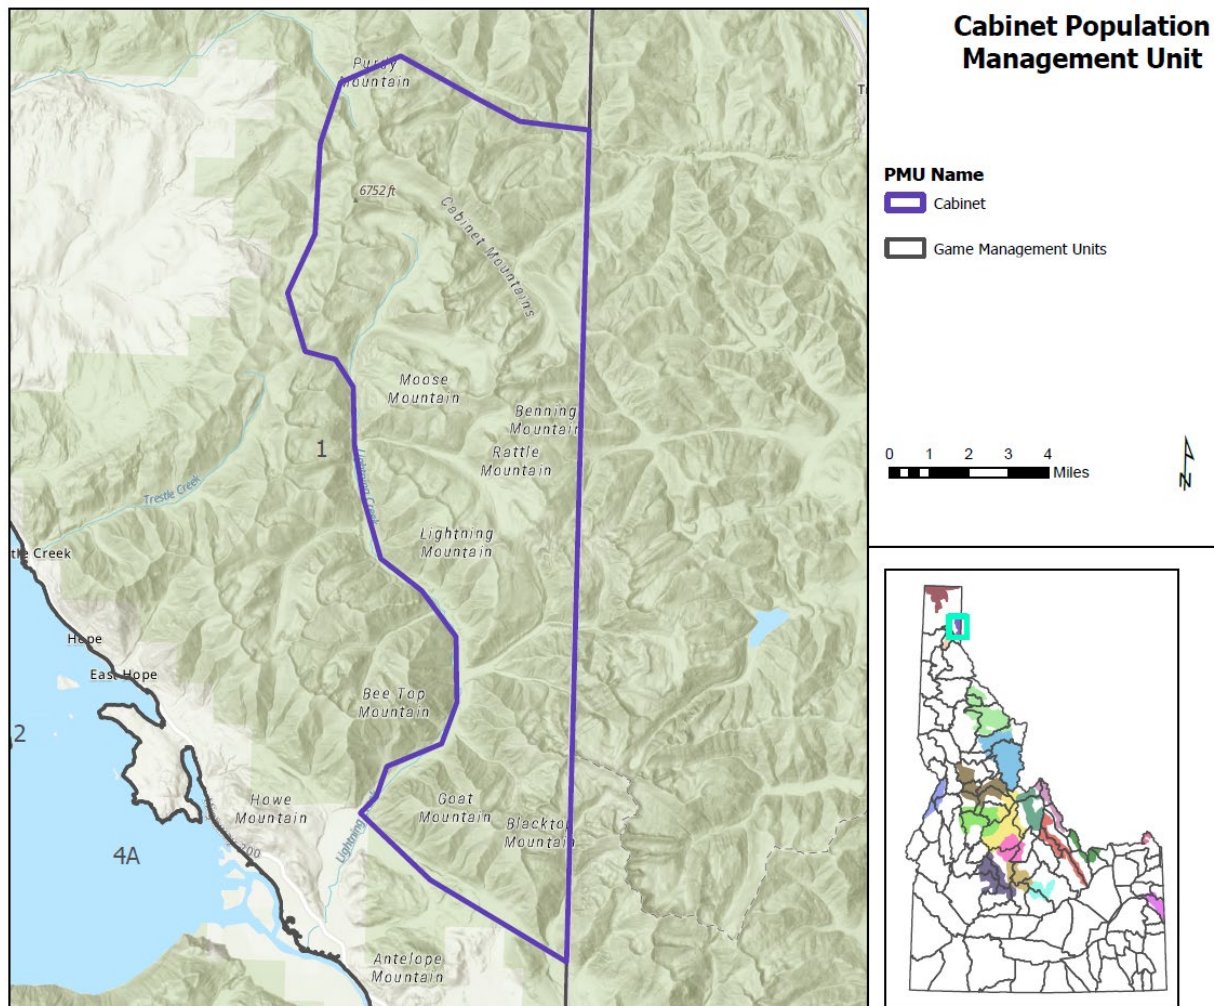 Cabinet Population
Management Unit
PMU Name
Cabinet
Game Management Units
0 1 2 3 4
Miles
N
Purdy
Mountain
6752 ft
Cabinet Mountains
Moose
Mountain
Benning
Mountain
1
Rattle
Mountain
Lightning Creek
Trestle Creek
Lightning
Mountain
tle Creek
Hope
East Hope
Bee Top
Mountain
2
Howe
Mountain
Goat
Mountain
Blacktop
Mountain
200
Lightning
4A
Antelope
Mountain